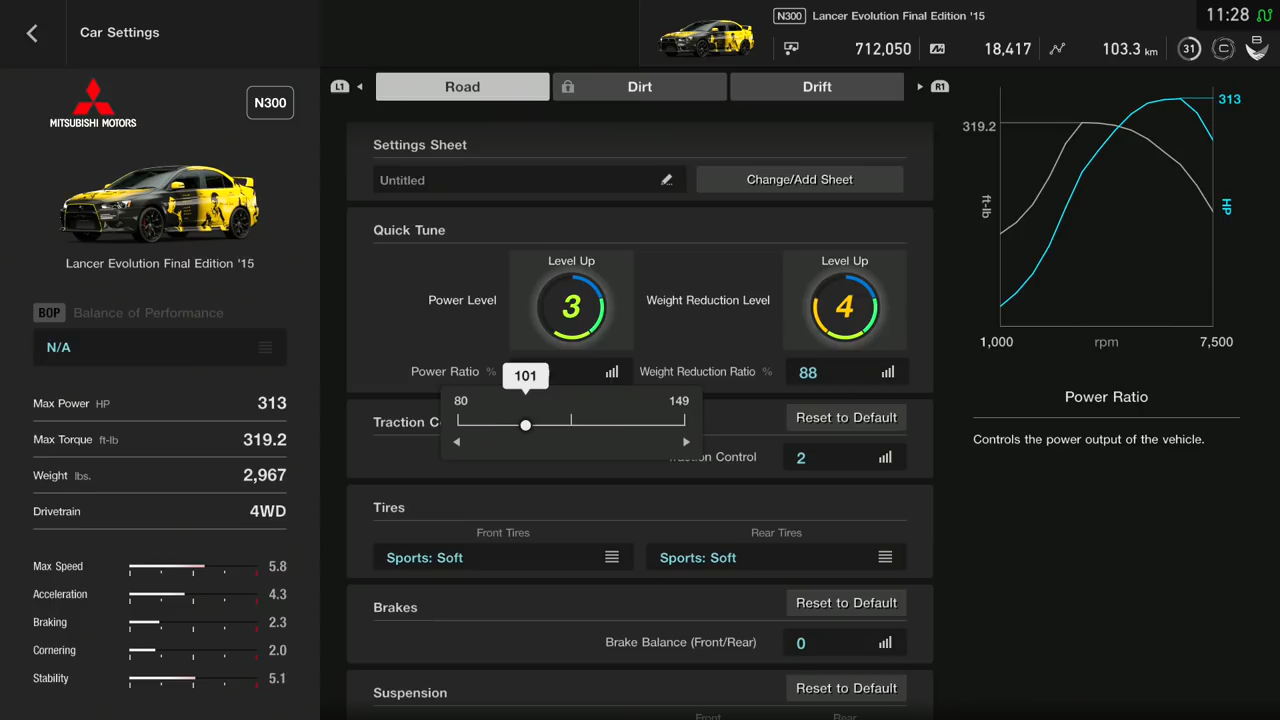 Car Settings
N300 Lancer Evolution Final Edition '15
11:28
712,050 18,417 103.3 km 31 C B
MITSUBISHI MOTORS
N300
Lancer Evolution Final Edition '15
BOP Balance of Performance
N/A
Max Power HP 313
Max Torque ft-lb 319.2
Weight lbs. 2,967
Drivetrain 4WD
Max Speed 5.8
Acceleration 4.3
Braking 2.3
Cornering 2.0
Stability 5.1
L1 Road Dirt Drift R1
Settings Sheet
Untitled Change/Add Sheet
Quick Tune
Level Up Level Up
Power Level 3 Weight Reduction Level 4
Power Ratio % Weight Reduction Ratio % 88
101
80 149
Traction C Reset to Default
raction Control 2
Tires
Front Tires Rear Tires
Sports: Soft Sports: Soft
Brakes Reset to Default
Brake Balance (Front/Rear) 0
Suspension Reset to Default
Front Rear
313
319.2
ft-lb HP
1,000 rpm 7,500
Power Ratio
Controls the power output of the vehicle.